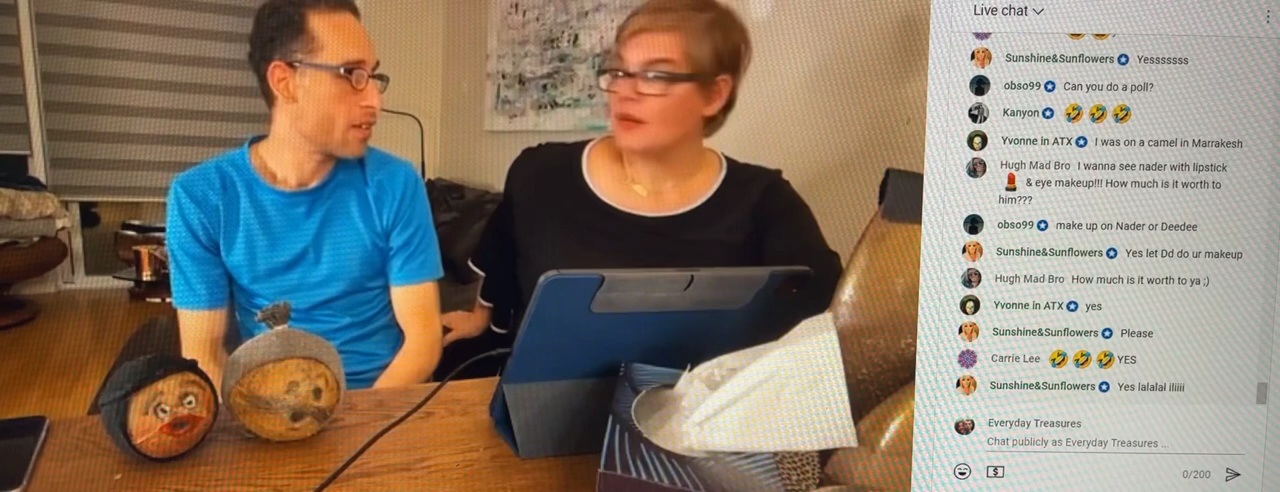 Live chat
Sunshine&Sunflowers Yesssssss
obso99 Can you do a poll?
Kanyon 🤣🤣🤣
Yvonne in ATX I was on a camel in Marrakesh
Hugh Mad Bro I wanna see nader with lipstick
💄 & eye makeup!!! How much is it worth to
him???
obso99 make up on Nader or Deedee
Sunshine&Sunflowers Yes let Dd do ur makeup
Hugh Mad Bro How much is it worth to ya ;)
Yvonne in ATX yes
Sunshine&Sunflowers Please
Carrie Lee 🤣🤣🤣 YES
Sunshine&Sunflowers Yes lalalal iliiii
Everyday Treasures
Chat publicly as Everyday Treasures ...
0/200